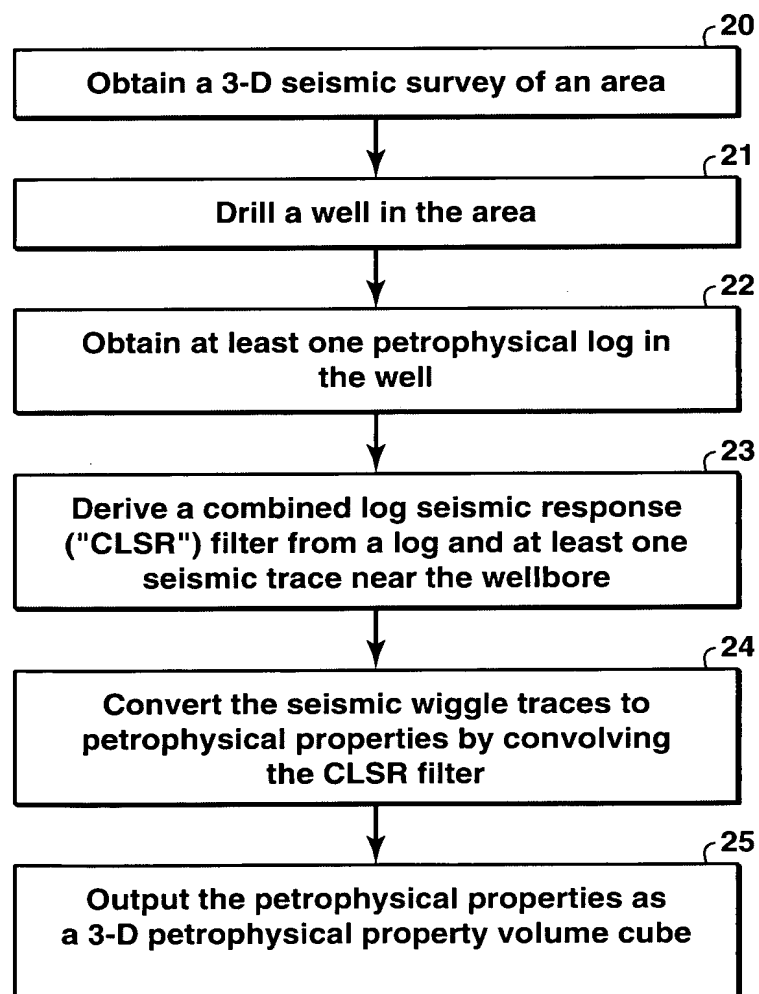 20
Obtain a 3-D seismic survey of an area
21
Drill a well in the area
22
Obtain at least one petrophysical log in
the well
23
Derive a combined log seismic response
("CLSR") filter from a log and at least one
seismic trace near the wellbore
24
Convert the seismic wiggle traces to
petrophysical properties by convolving
the CLSR filter
25
Output the petrophysical properties as
a 3-D petrophysical property volume cube